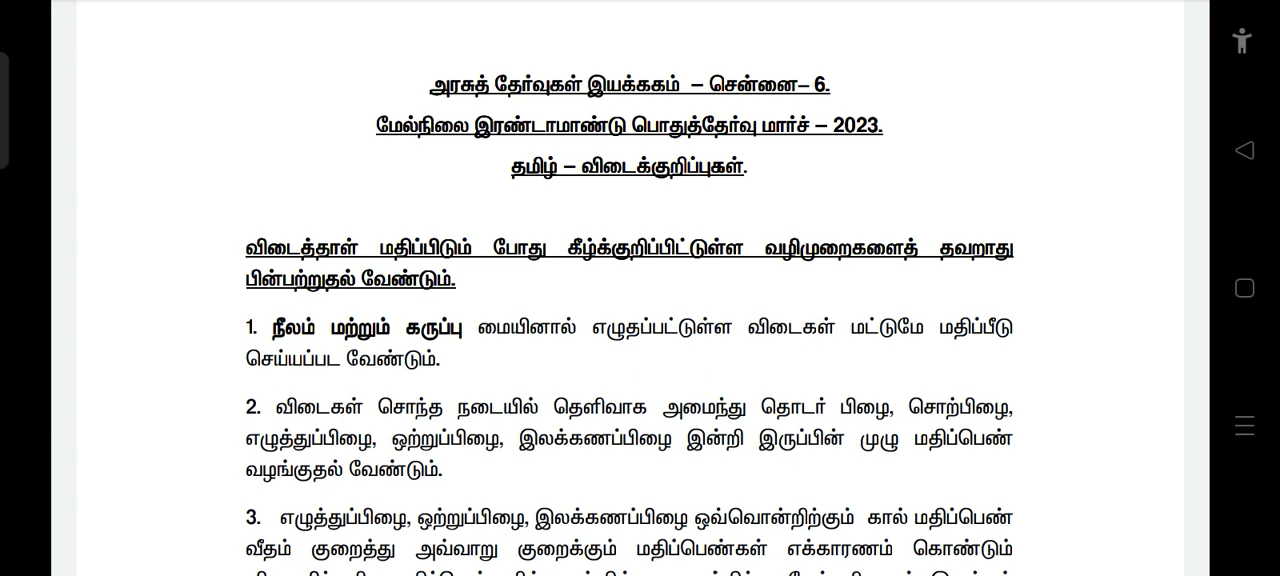 அரசுத் தேர்வுகள் இயக்ககம் – சென்னை– 6.
மேல்நிலை இரண்டாமாண்டு பொதுத்தேர்வு மார்ச் – 2023.
தமிழ் – விடைக்குறிப்புகள்.
விடைத்தாள் மதிப்பிடும் போது கீழ்க்குறிப்பிட்டுள்ள வழிமுறைகளைத் தவறாது
பின்பற்றுதல் வேண்டும்.
1. நீலம் மற்றும் கருப்பு மையினால் எழுதப்பட்டுள்ள விடைகள் மட்டுமே மதிப்பீடு
செய்யப்பட வேண்டும்.
2. விடைகள் சொந்த நடையில் தெளிவாக அமைந்து தொடர் பிழை, சொற்பிழை,
எழுத்துப்பிழை, ஒற்றுப்பிழை, இலக்கணப்பிழை இன்றி இருப்பின் முழு மதிப்பெண்
வழங்குதல் வேண்டும்.
3. எழுத்துப்பிழை, ஒற்றுப்பிழை, இலக்கணப்பிழை ஒவ்வொன்றிற்கும் கால் மதிப்பெண்
வீதம் குறைத்து அவ்வாறு குறைக்கும் மதிப்பெண்கள் எக்காரணம் கொண்டும்